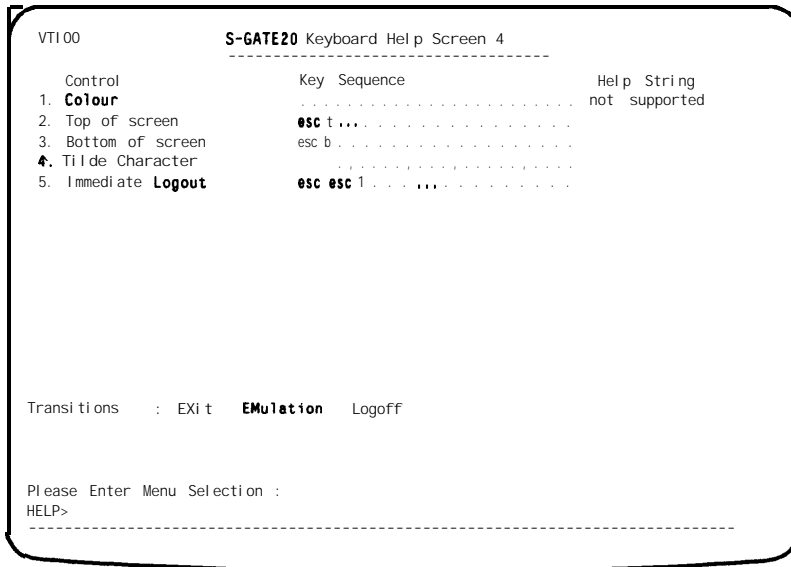 VT100 S-GATE20 Keyboard Help Screen 4
-----------------------------------
Control Key Sequence Help String
1. Colour ........................ not supported
2. Top of screen esc t ...................
3. Bottom of screen esc b ...................
4. Tilde Character .,....,...,.....,....
5. Immediate Logout esc esc 1 ...............
Transitions : EXit EMulation Logoff
Please Enter Menu Selection :
HELP>
--------------------------------------------------------------------------------